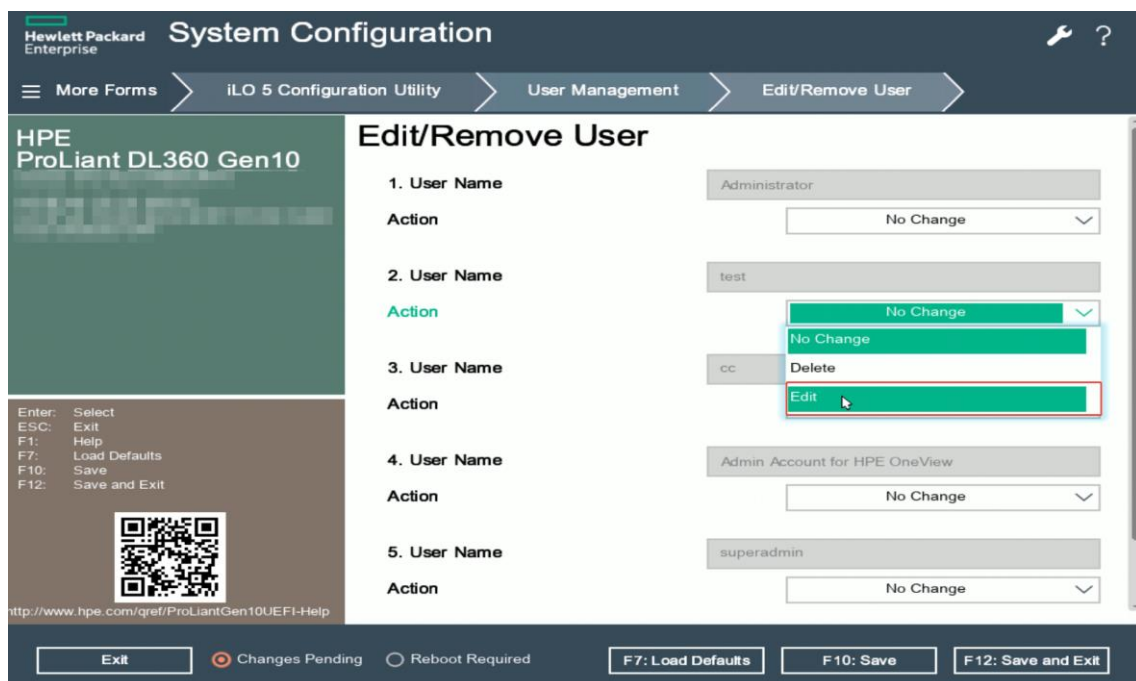 Hewlett Packard
Enterprise
System Configuration
?
More Forms
iLO 5 Configuration Utility
User Management
Edit/Remove User
HPE
ProLiant DL360 Gen10
Enter: Select
ESC: Exit
F1: Help
F7: Load Defaults
F10: Save
F12: Save and Exit
http://www.hpe.com/qref/ProLiantGen10UEFI-Help
Edit/Remove User
1. User Name Administrator
Action No Change
2. User Name test
Action No Change
No Change
Delete
Edit
3. User Name cc
Action
4. User Name Admin Account for HPE OneView
Action No Change
5. User Name superadmin
Action No Change
Exit
Changes Pending
Reboot Required
F7: Load Defaults
F10: Save
F12: Save and Exit